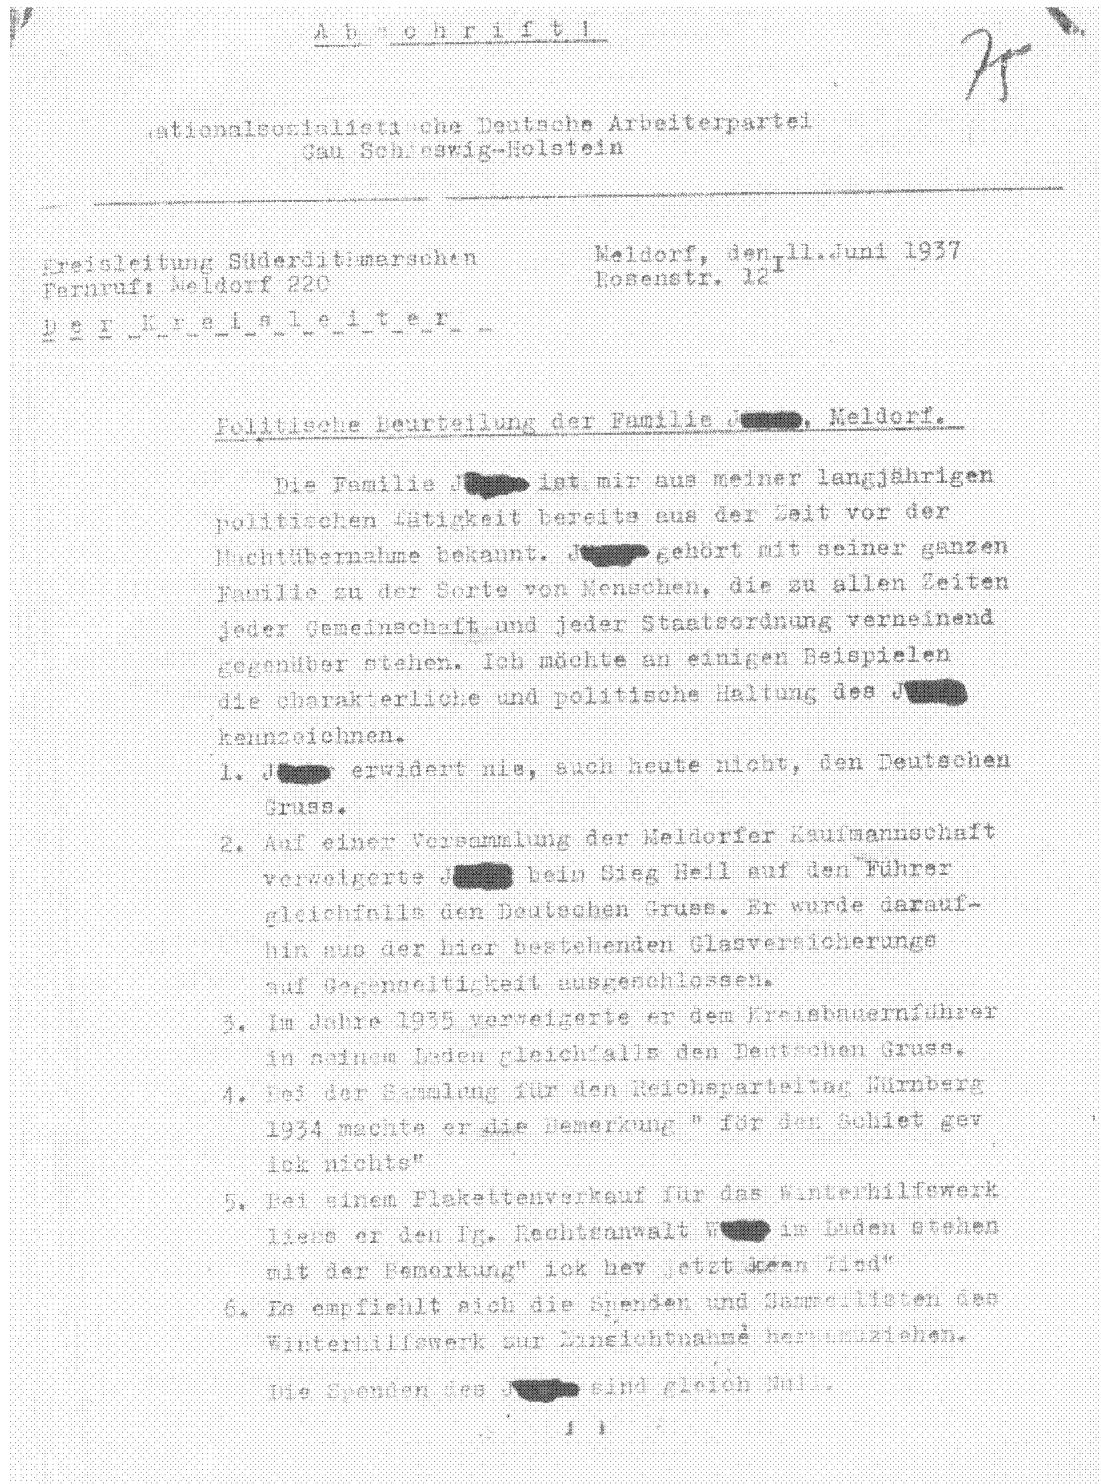 A b s c h r i f t !
75
Nationalsozialistische Deutsche Arbeiterpartei
Gau Schleswig-Holstein
Kreisleitung Süderdithmarschen
Meldorf, den 11.Juni 1937
Fernruf: Meldorf 220
Rosenstr. 12
D e r K r e i s l e i t e r
Politische Beurteilung der Familie J, Meldorf.
Die Familie J ist mir aus meiner langjährigen
politischen Tätigkeit bereits aus der Zeit vor der
Machtübernahme bekannt. J gehört mit seiner ganzen
Familie zu der Sorte von Menschen, die zu allen Zeiten
jeder Gemeinschaft und jeder Staatsordnung verneinend
gegenüber stehen. Ich möchte an einigen Beispielen
die charakterliche und politische Haltung des J
kennzeichnen.
1. J erwidert nie, auch heute nicht, den Deutschen
Gruss.
2. Auf einer Versammlung der Meldorfer Kaufmannschaft
verweigerte J beim Sieg Heil auf den Führer
gleichfalls den Deutschen Gruss. Er wurde darauf-
hin aus der hier bestehenden Glasversicherungs
auf Gegenseitigkeit ausgeschlossen.
3. Im Jahre 1935 verweigerte er dem Kreisbauernführer
in seinem Laden gleichfalls den Deutschen Gruss.
4. Bei der Sammlung für den Reichsparteitag Nürnberg
1934 machte er die Bemerkung " för den Schiet gev
ick nichts"
5. Bei einem Plakettenverkauf für das Winterhilfswerk
liess er den Pg. Rechtsanwalt W im Laden stehen
mit der Bemerkung" ick hev jetzt keen Tied"
6. Es empfiehlt sich die Spenden und Sammellisten des
Winterhilfswerk zur Einsichtnahme heranzuziehen.
Die Spenden des J sind gleich Null.